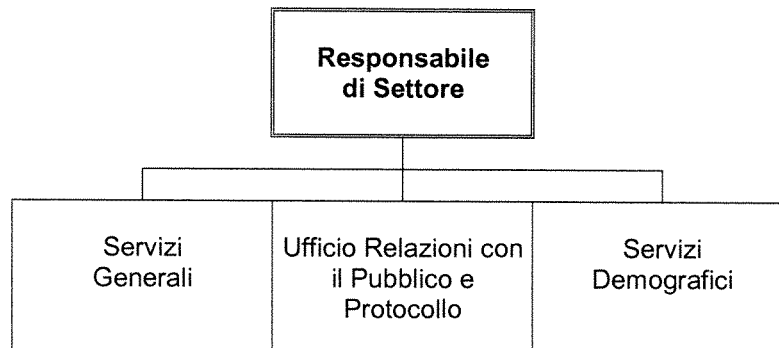 Responsabile
di Settore
Servizi
Generali
Ufficio Relazioni con
il Pubblico e
Protocollo
Servizi
Demografici